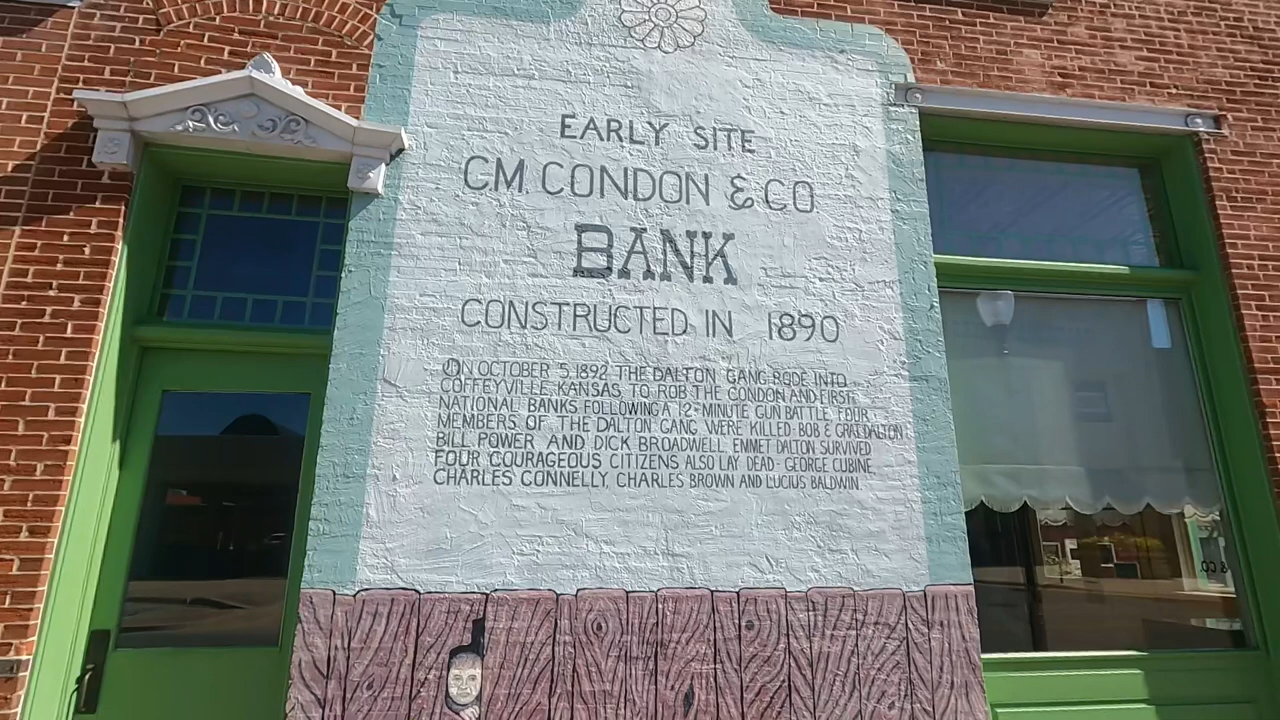 EARLY SITE
CM. CONDON & CO
BANK
CONSTRUCTED IN 1890
ON OCTOBER 5, 1892 THE DALTON GANG RODE INTO
COFFEYVILLE, KANSAS, TO ROB THE CONDON AND FIRST
NATIONAL BANKS FOLLOWING A 12-MINUTE GUN BATTLE, FOUR
MEMBERS OF THE DALTON GANG WERE KILLED- BOB & GRAT DALTON
BILL POWER AND DICK BROADWELL. EMMET DALTON SURVIVED
FOUR COURAGEOUS CITIZENS ALSO LAY DEAD- GEORGE CUBINE,
CHARLES CONNELLY, CHARLES BROWN AND LUCIUS BALDWIN.